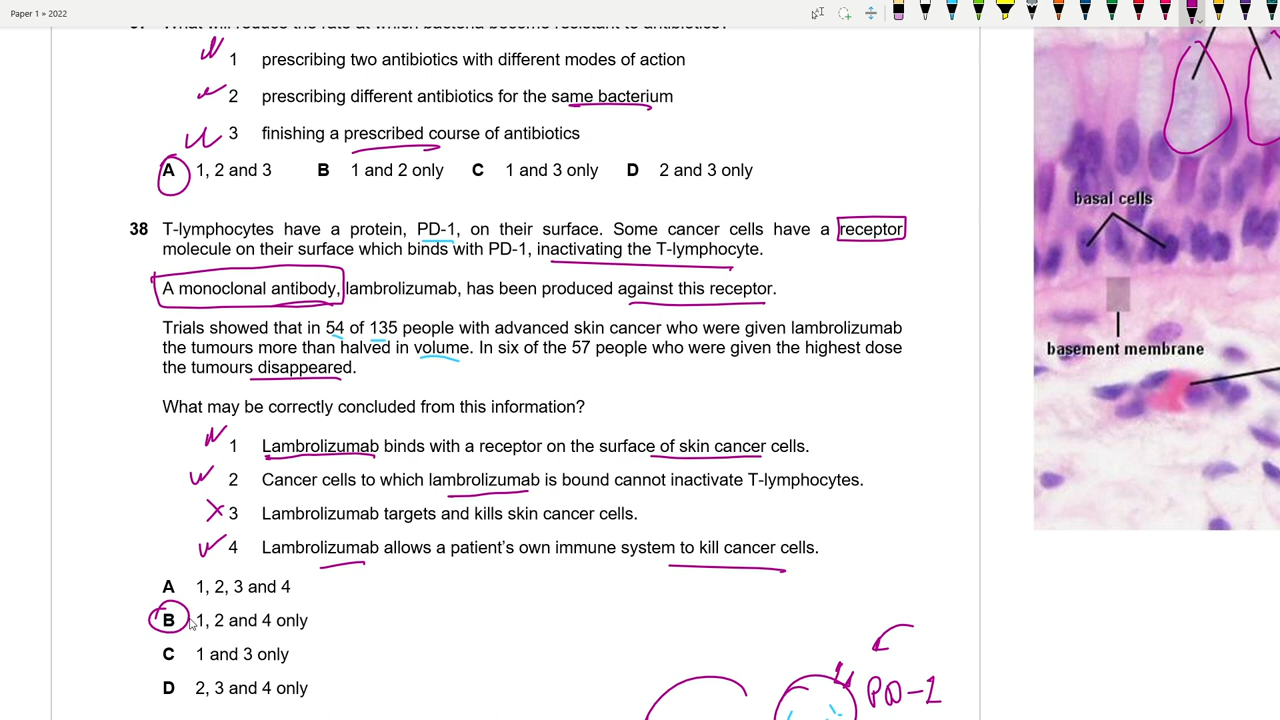 Paper 1 » 2022
1 prescribing two antibiotics with different modes of action
2 prescribing different antibiotics for the same bacterium
3 finishing a prescribed course of antibiotics
A 1, 2 and 3 B 1 and 2 only C 1 and 3 only D 2 and 3 only
38 T-lymphocytes have a protein, PD-1, on their surface. Some cancer cells have a receptor
molecule on their surface which binds with PD-1, inactivating the T-lymphocyte.
A monoclonal antibody, lambrolizumab, has been produced against this receptor.
Trials showed that in 54 of 135 people with advanced skin cancer who were given lambrolizumab
the tumours more than halved in volume. In six of the 57 people who were given the highest dose
the tumours disappeared.
What may be correctly concluded from this information?
1 Lambrolizumab binds with a receptor on the surface of skin cancer cells.
2 Cancer cells to which lambrolizumab is bound cannot inactivate T-lymphocytes.
3 Lambrolizumab targets and kills skin cancer cells.
4 Lambrolizumab allows a patient's own immune system to kill cancer cells.
A 1, 2, 3 and 4
B 1, 2 and 4 only
C 1 and 3 only
D 2, 3 and 4 only
PD-1
basal cells
basement membrane